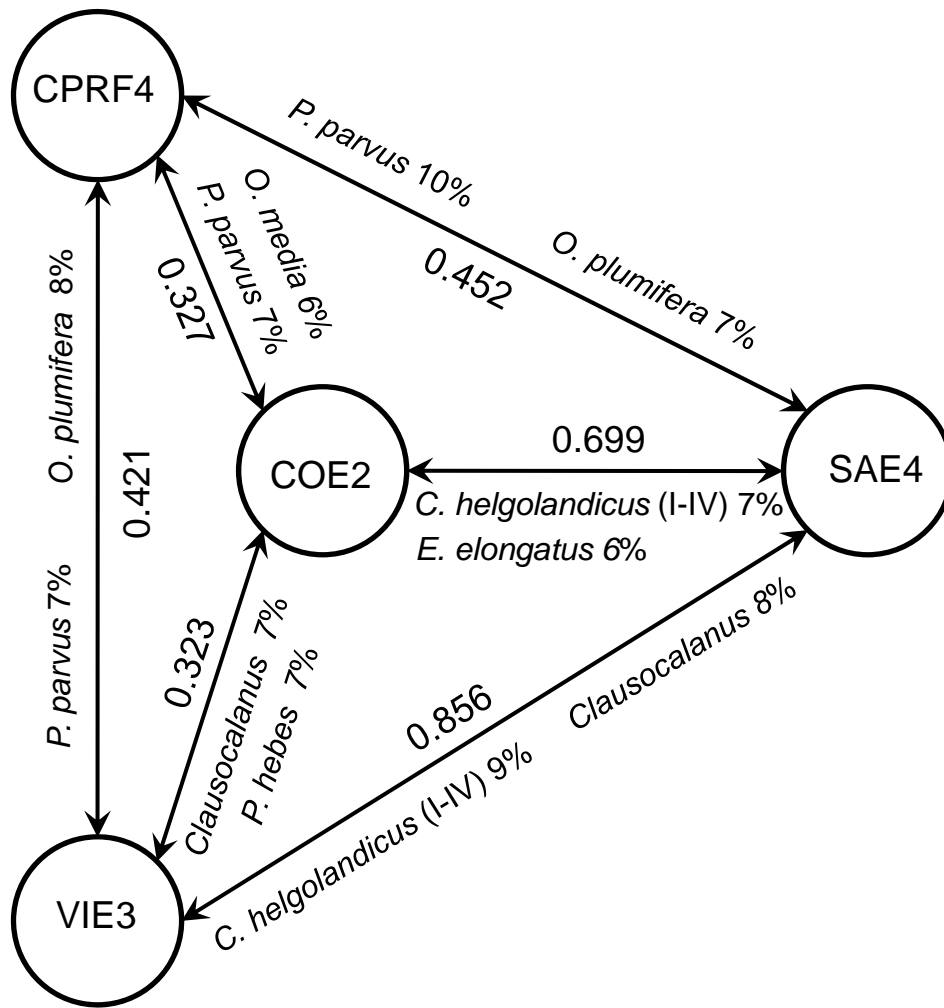 CPRF4
P. parvus 10%
O. plumifera 7%
0.452
O. media 6%
P. parvus 7%
0.327
O. plumifera 8%
P. parvus 7%
0.421
COE2
0.699
C. helgolandicus (I-IV) 7%
E. elongatus 6%
SAE4
0.323
Clausocalanus 7%
P. hebes 7%
0.856
Clausocalanus 8%
C. helgolandicus (I-IV) 9%
VIE3